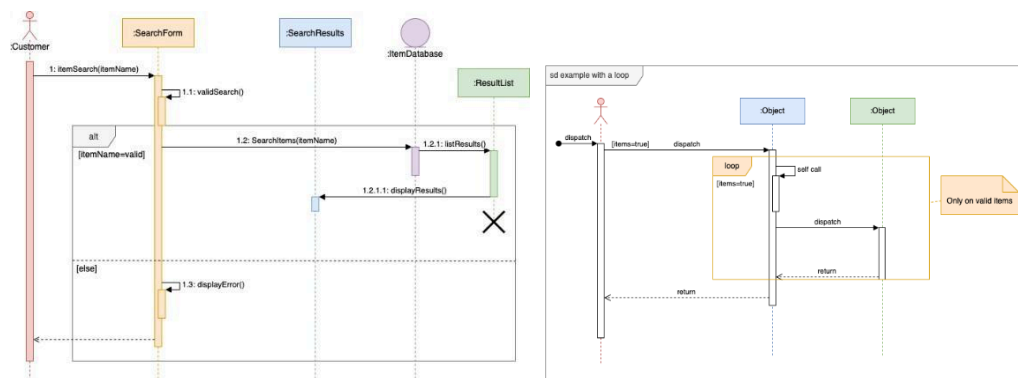 :Customer
:SearchForm
:SearchResults
:ItemDatabase
:ResultList
1: itemSearch(itemName)
1.1: validSearch()
alt
[itemName=valid]
1.2: SearchItems(itemName)
1.2.1: listResults()
1.2.1.1: displayResults()
[else]
1.3: displayError()
sd example with a loop
:Object
:Object
dispatch
[items=true]
dispatch
loop
[items=true]
self call
Only on valid items
dispatch
return
return